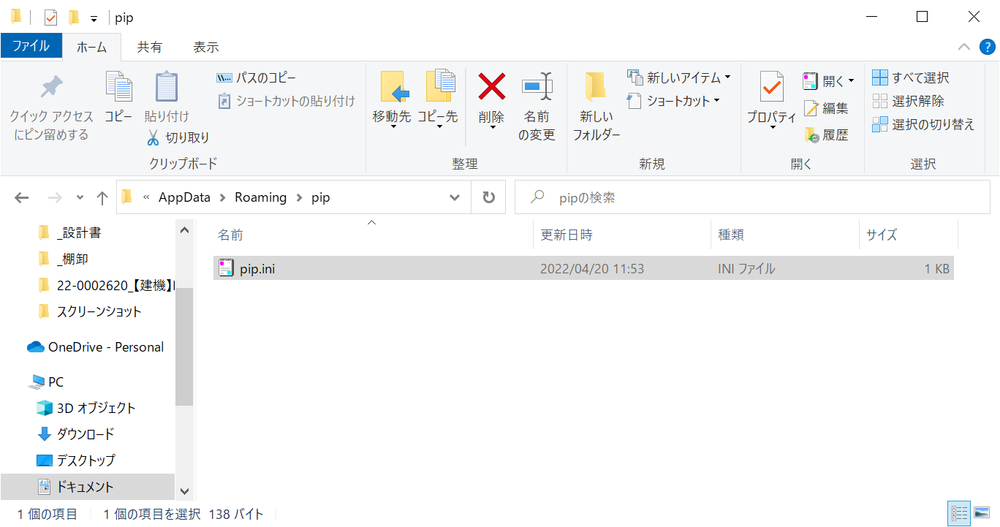 pip
ファイル ホーム 共有 表示
クイック アクセス
にピン留めする
コピー
貼り付け
パスのコピー
ショートカットの貼り付け
切り取り
クリップボード
移動先
コピー先
削除
名前
の変更
整理
新しい
フォルダー
新しいアイテム
ショートカット
新規
プロパティ
開く
編集
履歴
開く
すべて選択
選択解除
選択の切り替え
選択
« AppData > Roaming > pip
pipの検索
_設計書
_棚卸
22-0002620_【建機】
スクリーンショット
OneDrive - Personal
PC
3D オブジェクト
ダウンロード
デスクトップ
ドキュメント
名前 更新日時 種類 サイズ
pip.ini 2022/04/20 11:53 INI ファイル 1 KB
1 個の項目 1 個の項目を選択 138 バイト